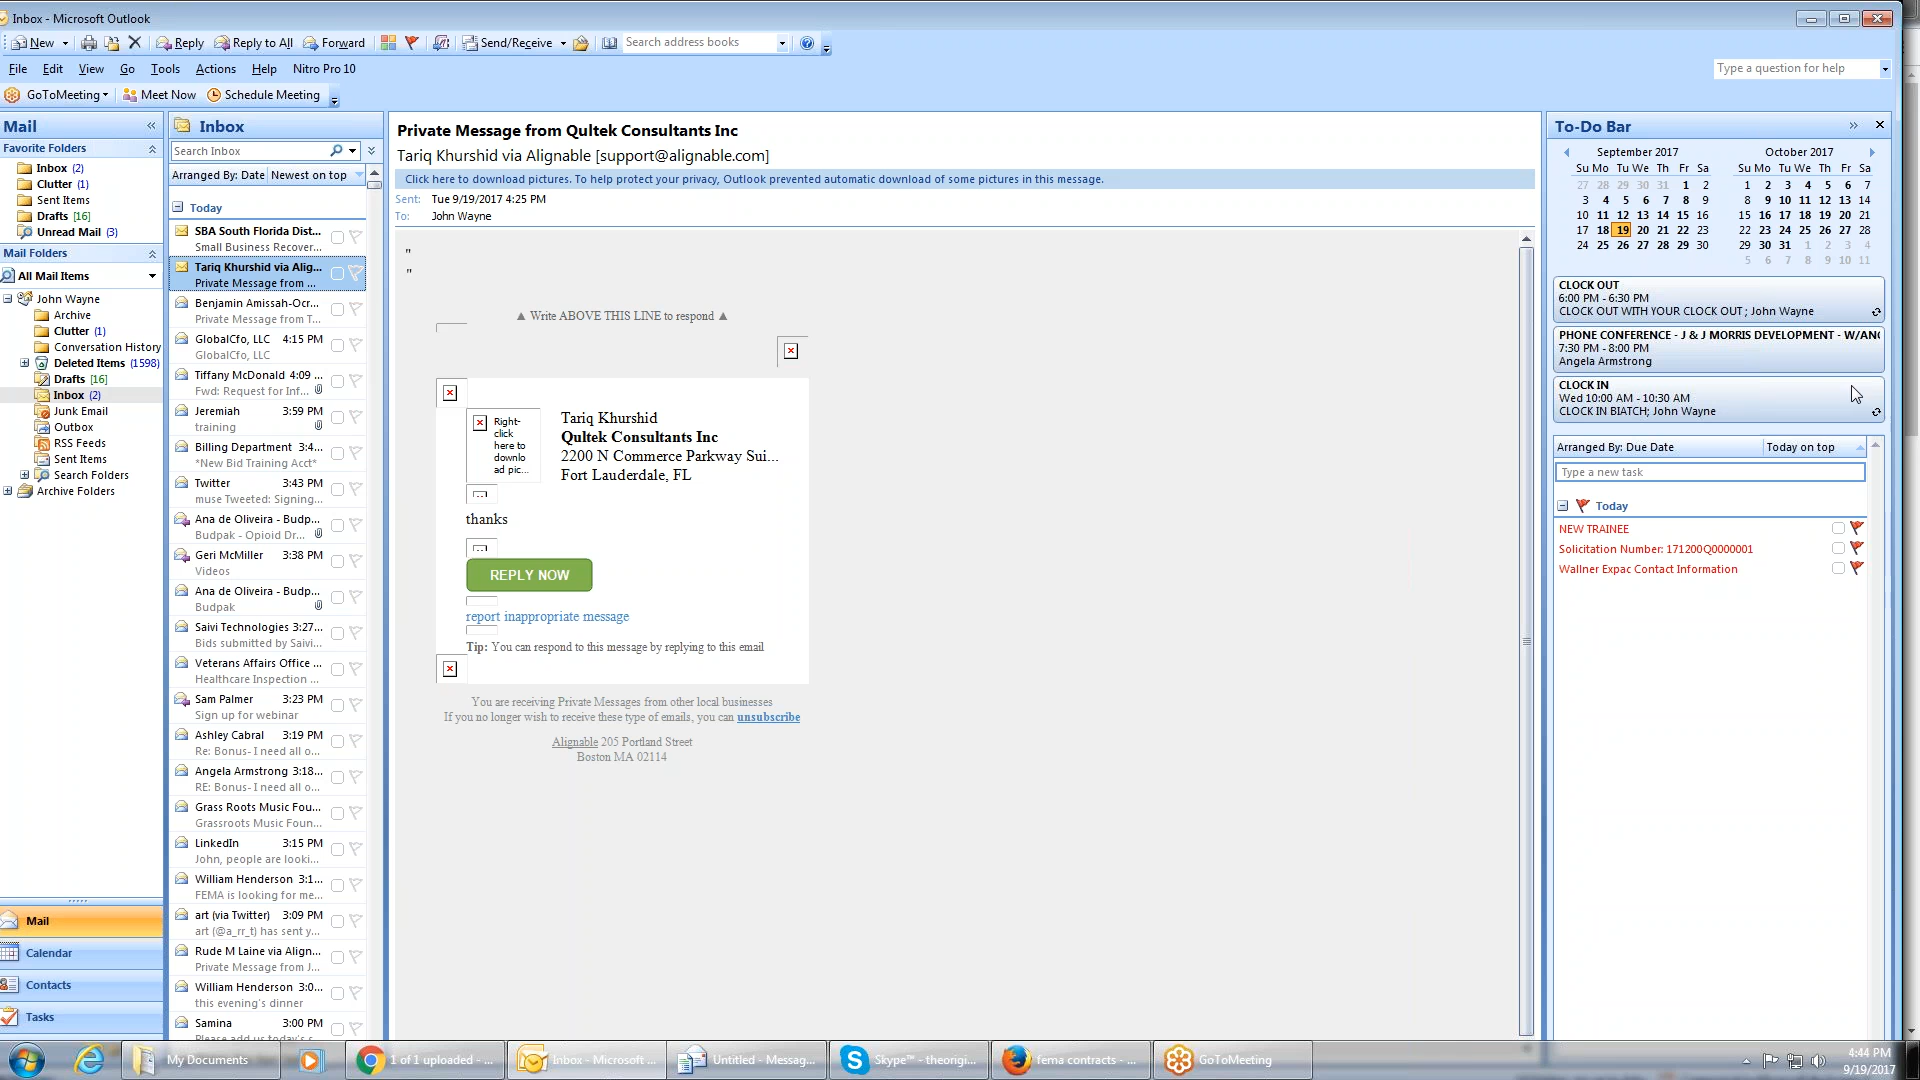 Inbox - Microsoft Outlook
New Reply Reply to All Forward Send/Receive Search address books
File Edit View Go Tools Actions Help Nitro Pro 10 Type a question for help
GoToMeeting Meet Now Schedule Meeting
Mail «
Favorite Folders
Inbox (2)
Clutter (1)
Sent Items
Drafts [16]
Unread Mail (3)
Mail Folders
All Mail Items
John Wayne
Archive
Clutter (1)
Conversation History
Deleted Items (1598)
Drafts [16]
Inbox (2)
Junk Email
Outbox
RSS Feeds
Sent Items
Search Folders
Archive Folders
Mail
Calendar
Contacts
Tasks
Inbox
Search Inbox
Arranged By: Date Newest on top
Today
SBA South Florida Dist...
Small Business Recover...
Tariq Khurshid via Alig...
Private Message from ...
Benjamin Amissah-Ocr...
Private Message from T...
GlobalCfo, LLC 4:15 PM
GlobalCfo, LLC
Tiffany McDonald 4:09 ...
Fwd: Request for Inf...
Jeremiah 3:59 PM
training
Billing Department 3:4...
*New Bid Training Acct*
Twitter 3:43 PM
muse Tweeted: Signing...
Ana de Oliveira - Budp...
Budpak - Opioid Dr...
Geri McMiller 3:38 PM
Videos
Ana de Oliveira - Budp...
Budpak
Saivi Technologies 3:27...
Bids submitted by Saivi...
Veterans Affairs Office ...
Healthcare Inspection ...
Sam Palmer 3:23 PM
Sign up for webinar
Ashley Cabral 3:19 PM
Re: Bonus- I need all o...
Angela Armstrong 3:18...
RE: Bonus- I need all o...
Grass Roots Music Fou...
Grassroots Music Foun...
LinkedIn 3:15 PM
John, people are looki...
William Henderson 3:1...
FEMA is looking for me...
art (via Twitter) 3:09 PM
art (@a_rr_t) has sent y...
Rude M Laine via Align...
Private Message from J...
William Henderson 3:0...
this evening's dinner
Samina 3:00 PM
Private Message from Qultek Consultants Inc
Tariq Khurshid via Alignable [support@alignable.com]
Click here to download pictures. To help protect your privacy, Outlook prevented automatic download of some pictures in this message.
Sent: Tue 9/19/2017 4:25 PM
To: John Wayne
"
"
▲ Write ABOVE THIS LINE to respond ▲
Right-
click
here to
downlo
ad pic...
Tariq Khurshid
Qultek Consultants Inc
2200 N Commerce Parkway Sui...
Fort Lauderdale, FL
thanks
REPLY NOW
report inappropriate message
Tip: You can respond to this message by replying to this email
You are receiving Private Messages from other local businesses
If you no longer wish to receive these type of emails, you can unsubscribe
Alignable 205 Portland Street
Boston MA 02114
To-Do Bar »
September 2017
Su Mo Tu We Th Fr Sa
27 28 29 30 31 1 2
3 4 5 6 7 8 9
10 11 12 13 14 15 16
17 18 19 20 21 22 23
24 25 26 27 28 29 30
October 2017
Su Mo Tu We Th Fr Sa
1 2 3 4 5 6 7
8 9 10 11 12 13 14
15 16 17 18 19 20 21
22 23 24 25 26 27 28
29 30 31 1 2 3 4
5 6 7 8 9 10 11
CLOCK OUT
6:00 PM - 6:30 PM
CLOCK OUT WITH YOUR CLOCK OUT ; John Wayne
PHONE CONFERENCE - J & J MORRIS DEVELOPMENT - W/AN
7:30 PM - 8:00 PM
Angela Armstrong
CLOCK IN
Wed 10:00 AM - 10:30 AM
CLOCK IN BIATCH; John Wayne
Arranged By: Due Date Today on top
Type a new task
Today
NEW TRAINEE
Solicitation Number: 171200Q0000001
Wallner Expac Contact Information
My Documents 1 of 1 uploaded - ... Inbox - Microsoft ... Untitled - Messag... Skype™ - theorigi... fema contracts - ... GoToMeeting
4:44 PM
9/19/2017